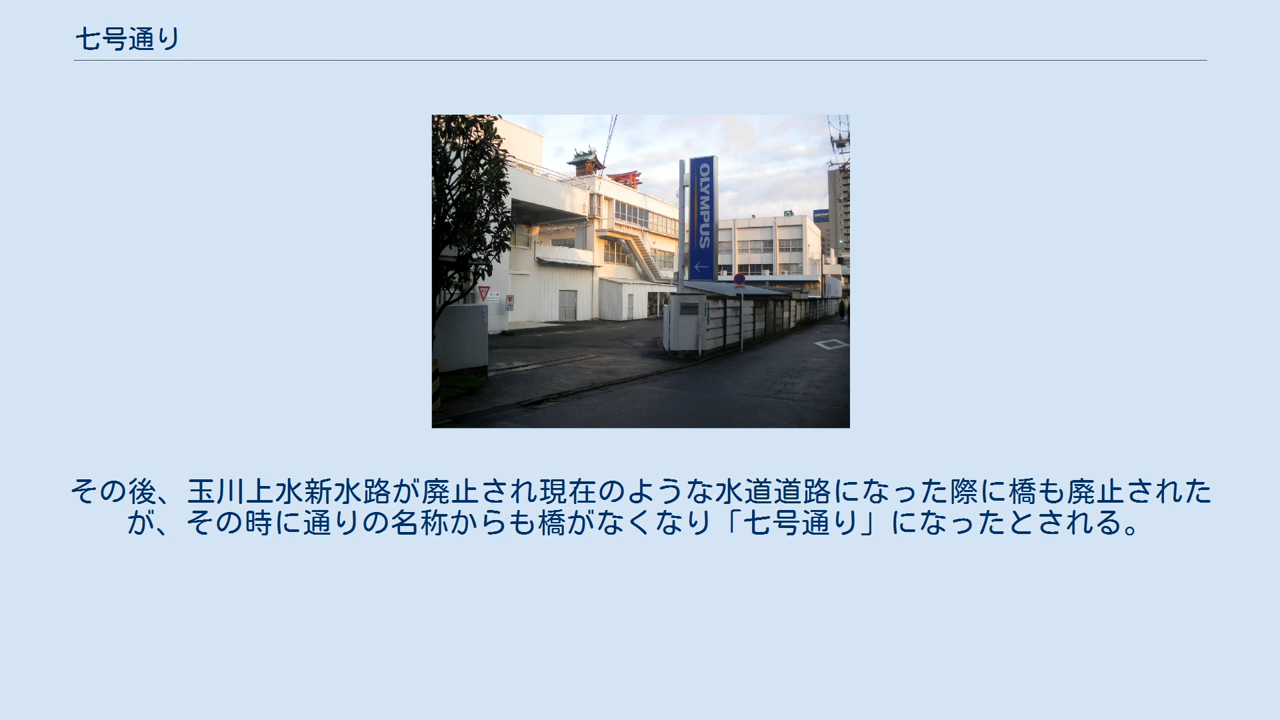 七号通り
OLYMPUS
その後、玉川上水新水路が廃止され現在のような水道道路になった際に橋も廃止された
が、その時に通りの名称からも橋がなくなり「七号通り」になったとされる。